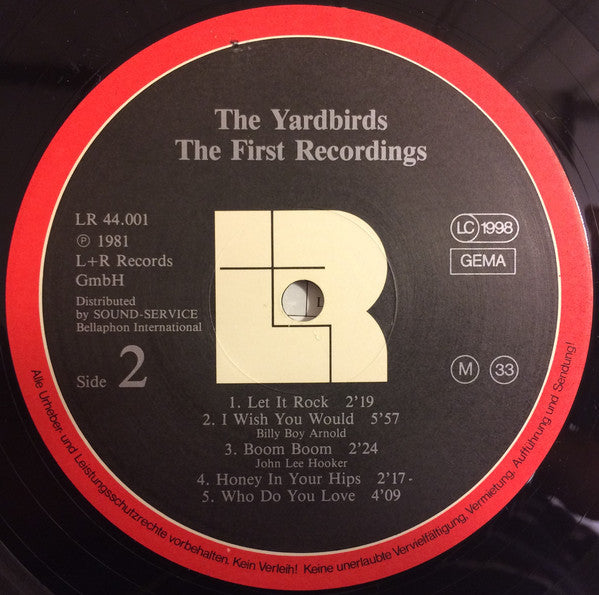 The Yardbirds
The First Recordings
LR 44.001
Ⓟ 1981
L+R Records
GmbH
Distributed
by SOUND-SERVICE
Bellaphon International
Side 2
LR
LC 1998
GEMA
M 33
1. Let It Rock 2'19
2. I Wish You Would 5'57
Billy Boy Arnold
3. Boom Boom 2'24
John Lee Hooker
4. Honey In Your Hips 2'17-
5. Who Do You Love 4'09
Alle Urheber- und Leistungsschutzrechte vorbehalten. Kein Verleih! Keine unerlaubte Vervielfältigung, Vermietung, Aufführung und Sendung!